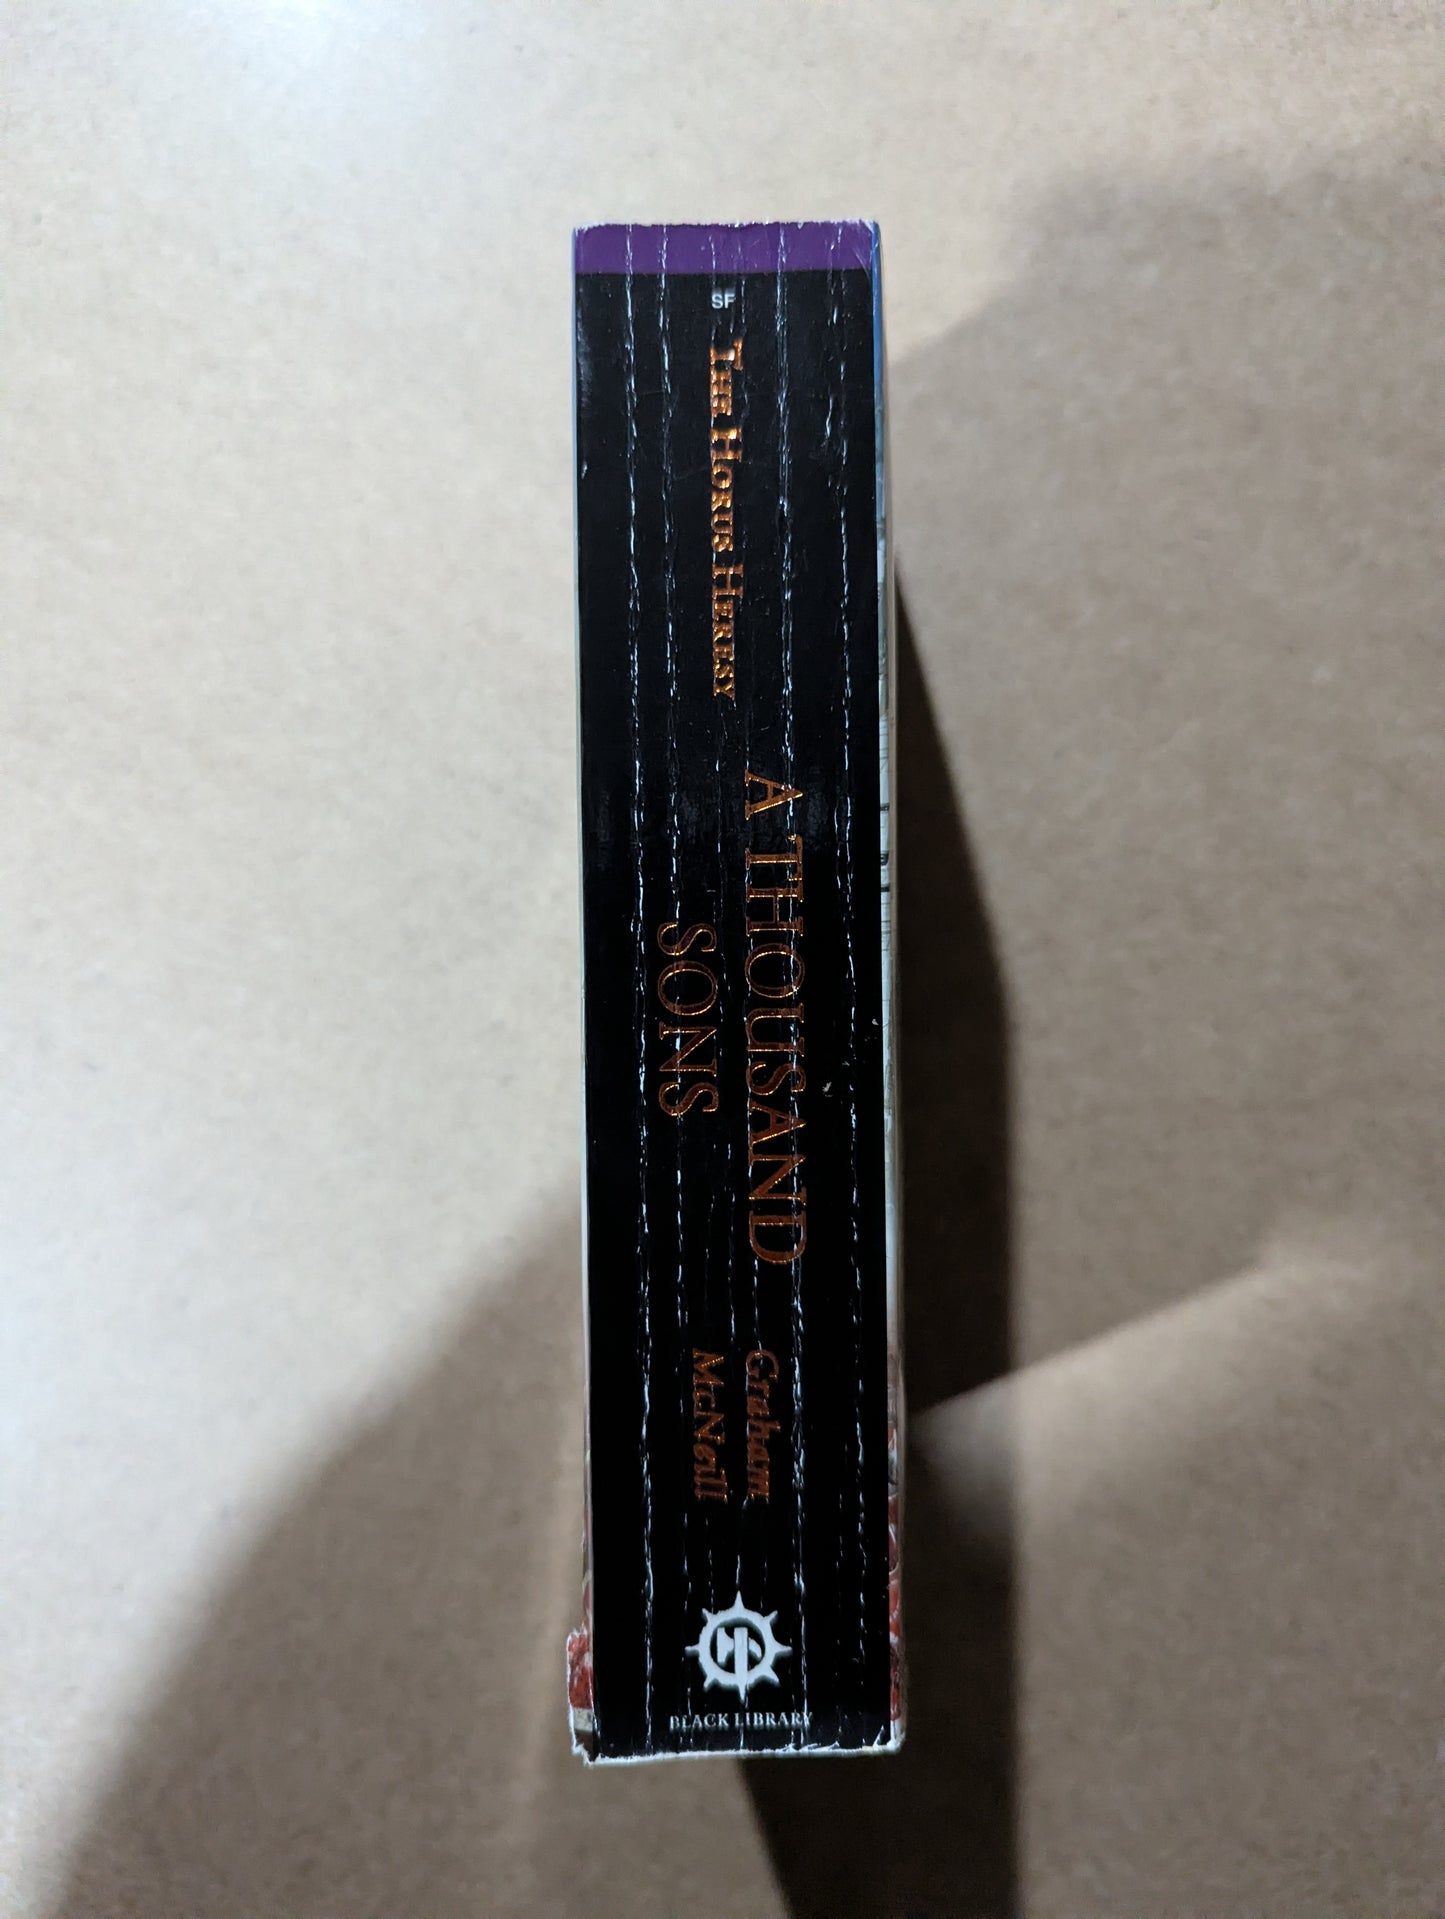 SF
THE HORUS HERESY
A THOUSAND
SONS
Graham
McNeill
BLACK LIBRARY